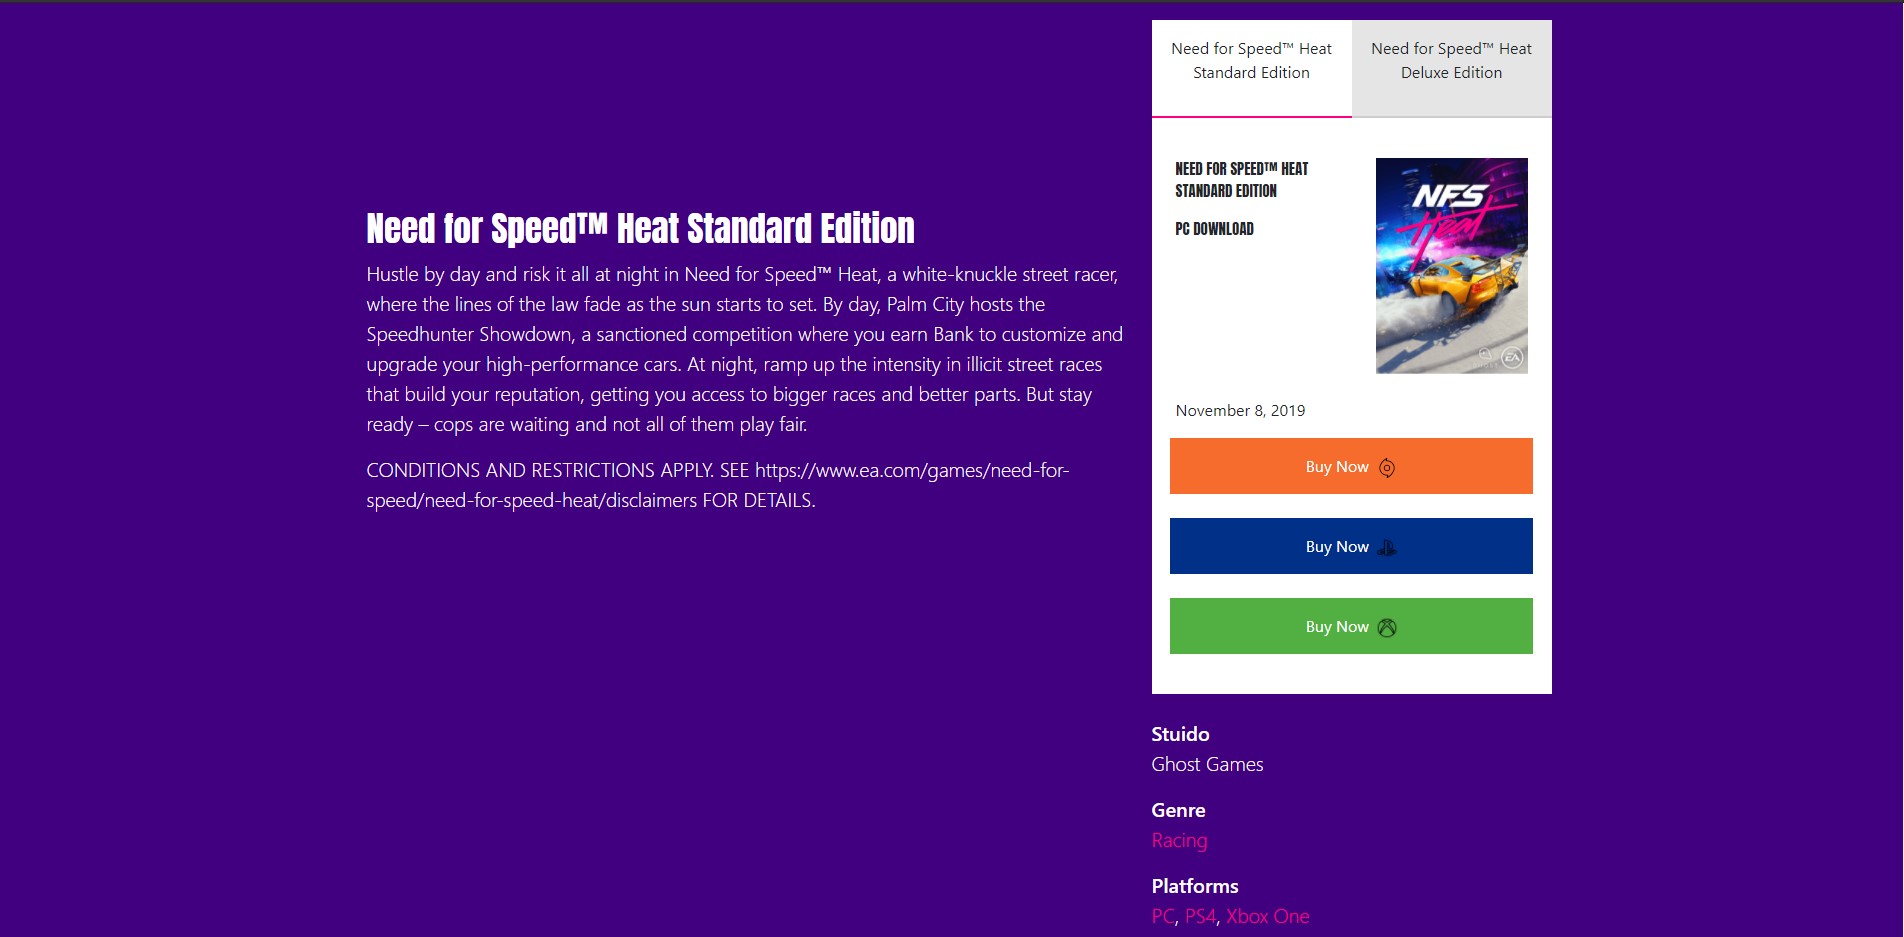 Need for Speed™ Heat
Standard Edition
Need for Speed™ Heat
Deluxe Edition
NEED FOR SPEED™ HEAT
STANDARD EDITION
PC DOWNLOAD
NFS
Heat
EA
November 8, 2019
Buy Now
Buy Now
Buy Now
Need for Speed™ Heat Standard Edition
Hustle by day and risk it all at night in Need for Speed™ Heat, a white-knuckle street racer,
where the lines of the law fade as the sun starts to set. By day, Palm City hosts the
Speedhunter Showdown, a sanctioned competition where you earn Bank to customize and
upgrade your high-performance cars. At night, ramp up the intensity in illicit street races
that build your reputation, getting you access to bigger races and better parts. But stay
ready – cops are waiting and not all of them play fair.
CONDITIONS AND RESTRICTIONS APPLY. SEE https://www.ea.com/games/need-for-
speed/need-for-speed-heat/disclaimers FOR DETAILS.
Stuido
Ghost Games
Genre
Racing
Platforms
PC, PS4, Xbox One